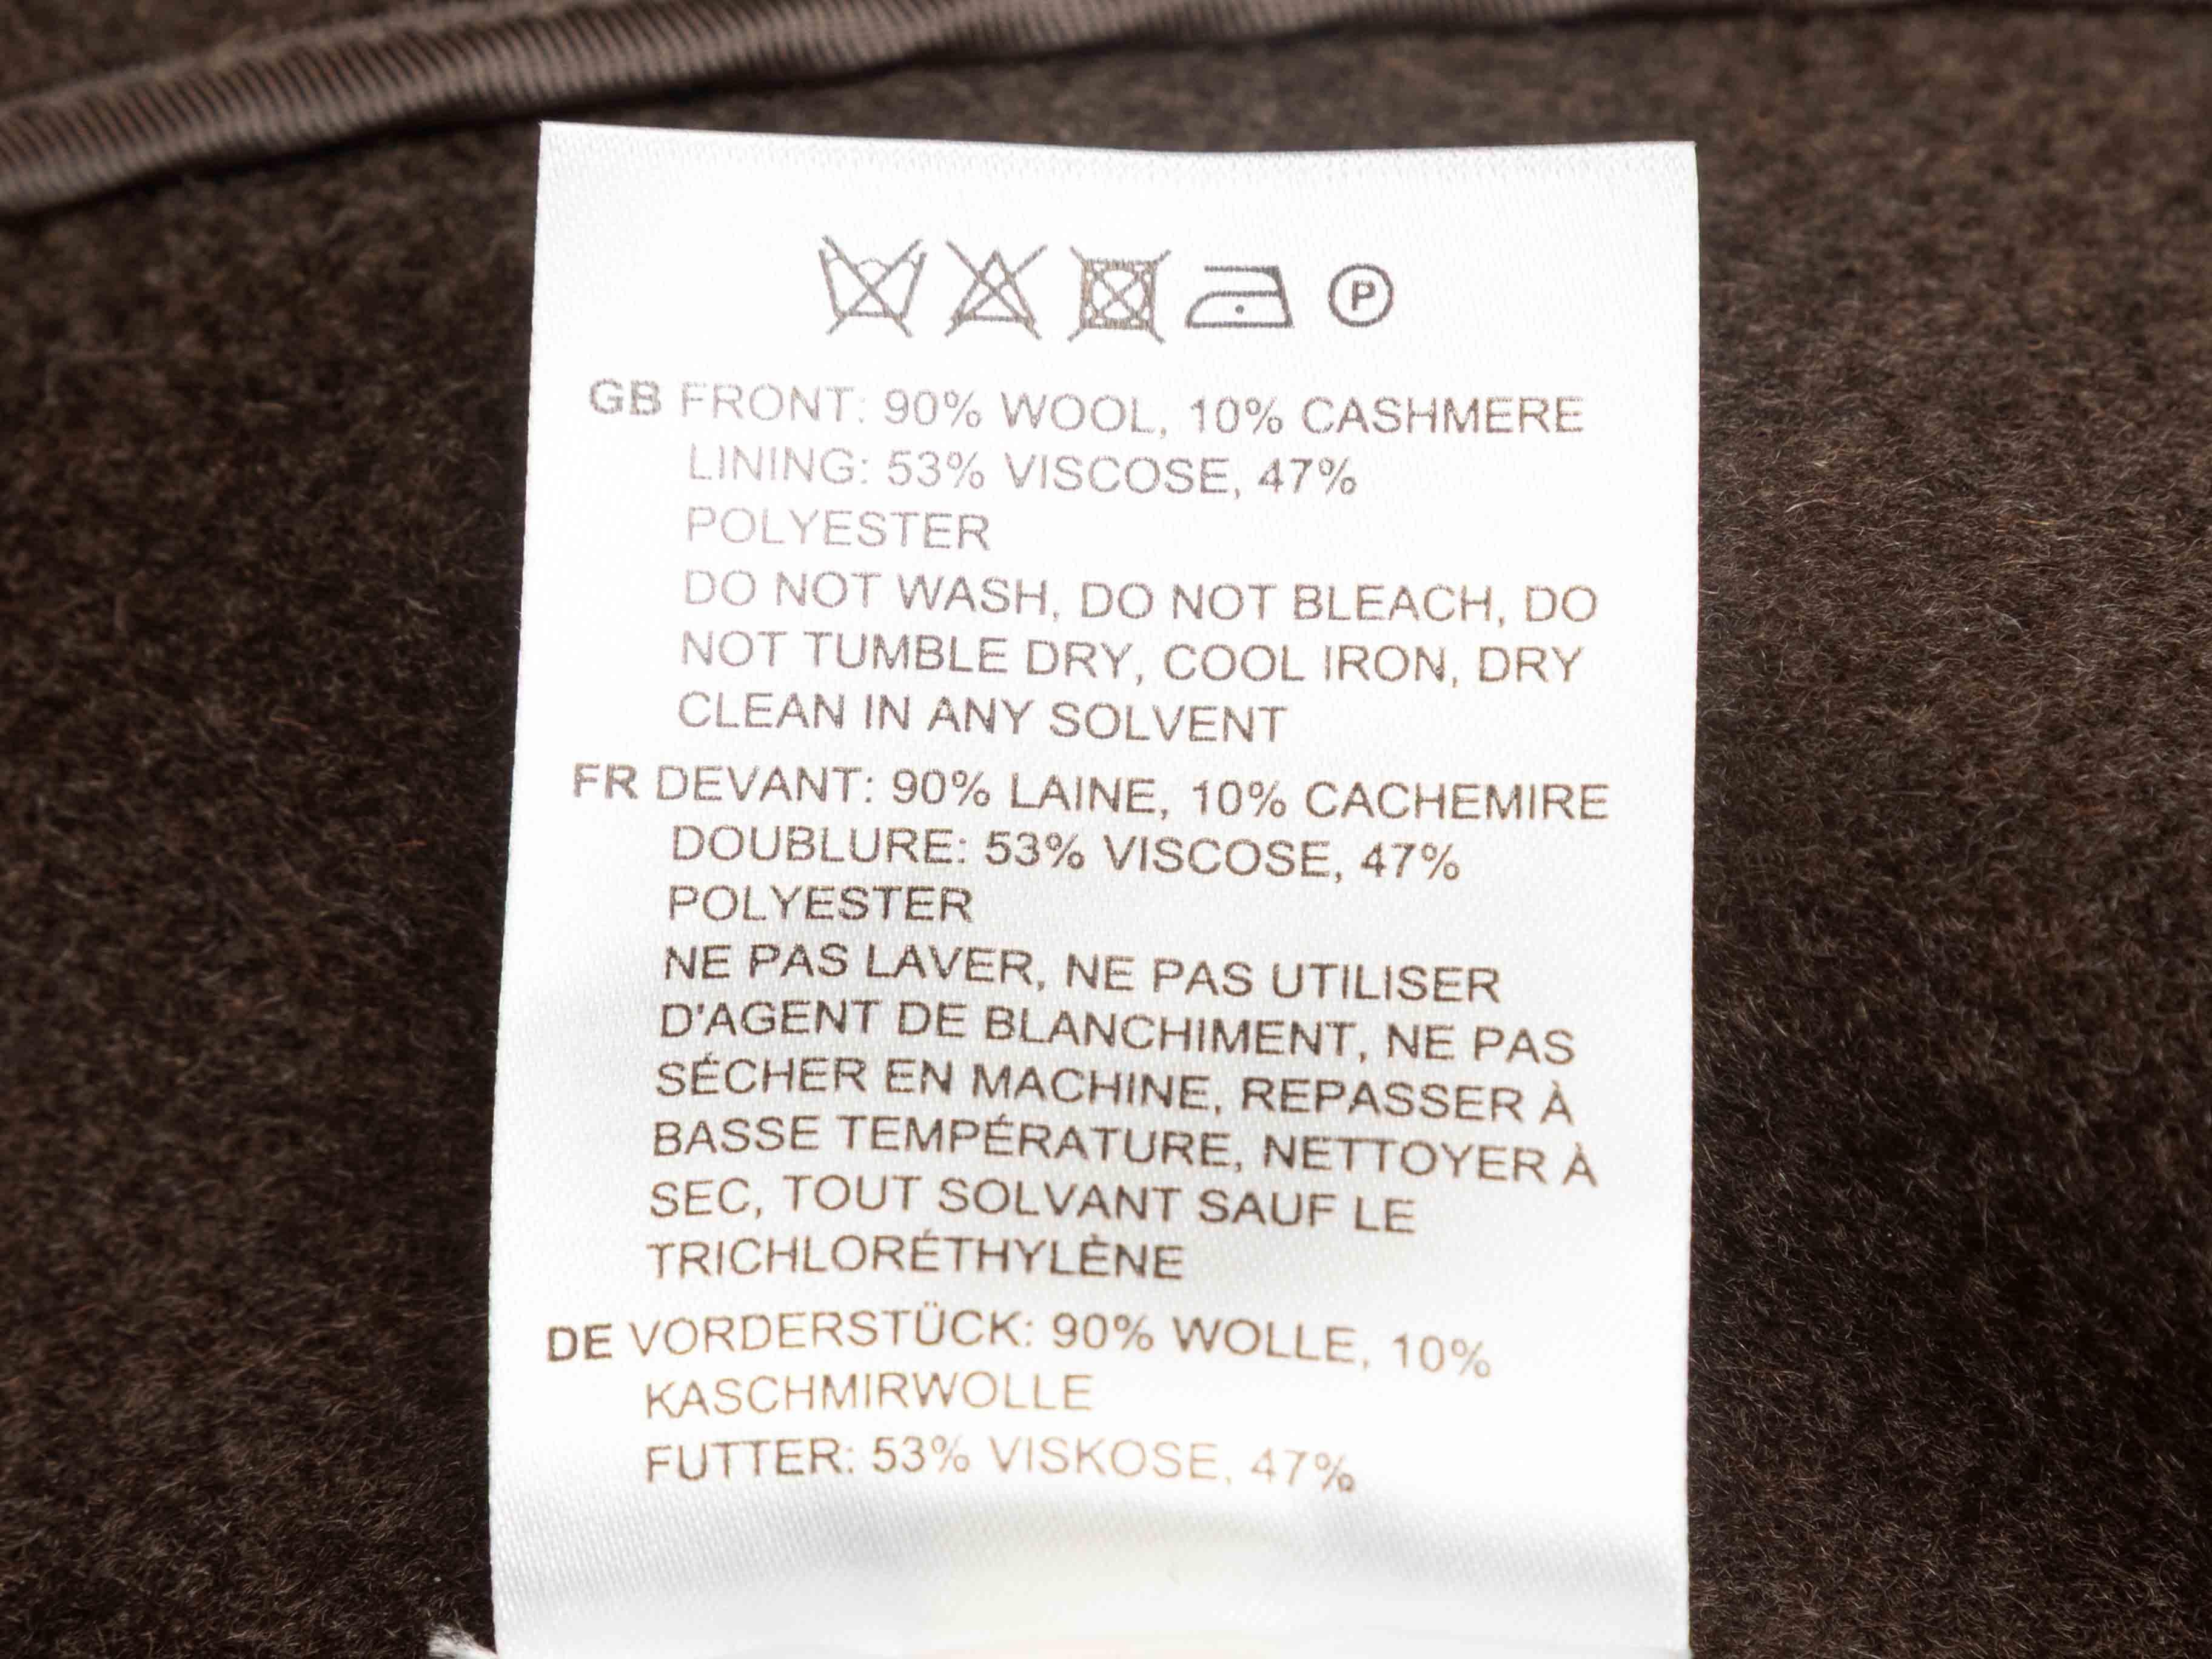 P
GB FRONT: 90% WOOL, 10% CASHMERE
LINING: 53% VISCOSE, 47%
POLYESTER
DO NOT WASH, DO NOT BLEACH, DO
NOT TUMBLE DRY, COOL IRON, DRY
CLEAN IN ANY SOLVENT
FR DEVANT: 90% LAINE, 10% CACHEMIRE
DOUBLURE: 53% VISCOSE, 47%
POLYESTER
NE PAS LAVER, NE PAS UTILISER
D'AGENT DE BLANCHIMENT, NE PAS
SÉCHER EN MACHINE, REPASSER À
BASSE TEMPÉRATURE, NETTOYER À
SEC, TOUT SOLVANT SAUF LE
TRICHLORÉTHYLÈNE
DE VORDERSTÜCK: 90% WOLLE, 10%
KASCHMIRWOLLE
FUTTER: 53% VISKOSE, 47%